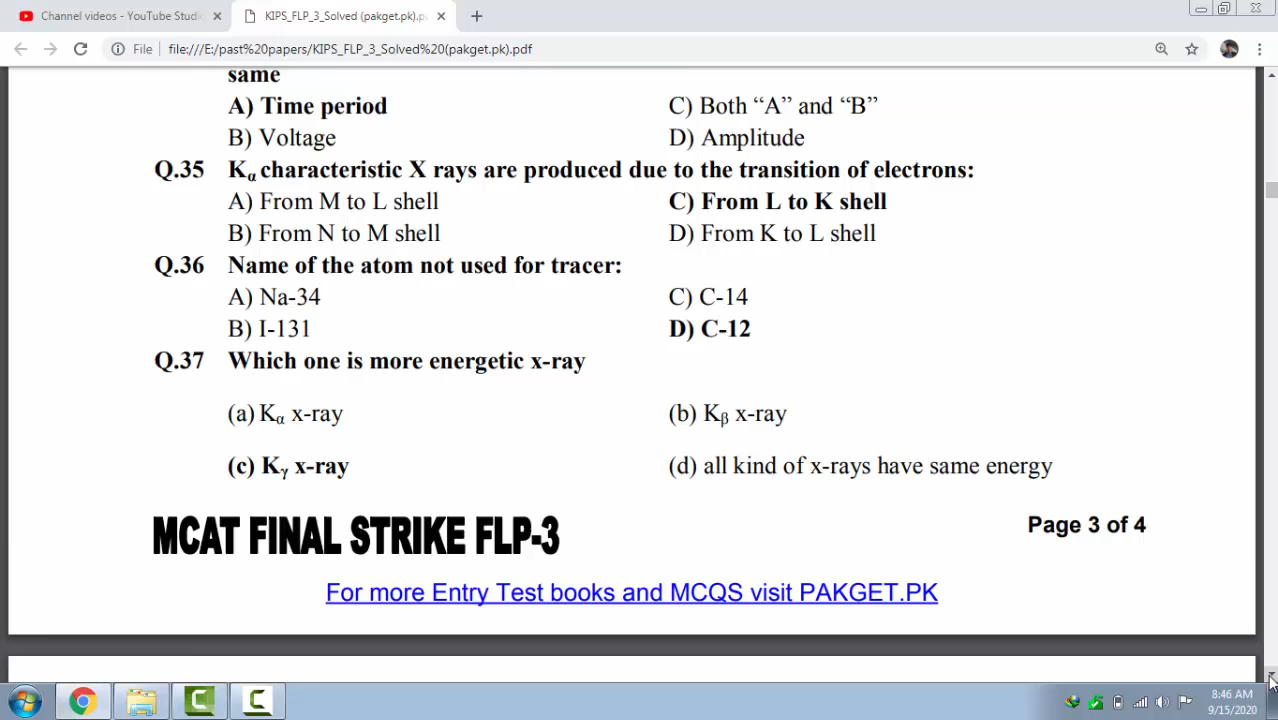 Channel videos - YouTube Studi
KIPS_FLP_3_Solved (pakget.pk).p
File file:///E:/past%20papers/KIPS_FLP_3_Solved%20(pakget.pk).pdf
same
A) Time period C) Both “A” and “B”
B) Voltage D) Amplitude
Q.35 Kα characteristic X rays are produced due to the transition of electrons:
A) From M to L shell C) From L to K shell
B) From N to M shell D) From K to L shell
Q.36 Name of the atom not used for tracer:
A) Na-34 C) C-14
B) I-131 D) C-12
Q.37 Which one is more energetic x-ray
(a) Kα x-ray (b) Kβ x-ray
(c) Kγ x-ray (d) all kind of x-rays have same energy
MCAT FINAL STRIKE FLP-3 Page 3 of 4
For more Entry Test books and MCQS visit PAKGET.PK
8:46 AM
9/15/2020